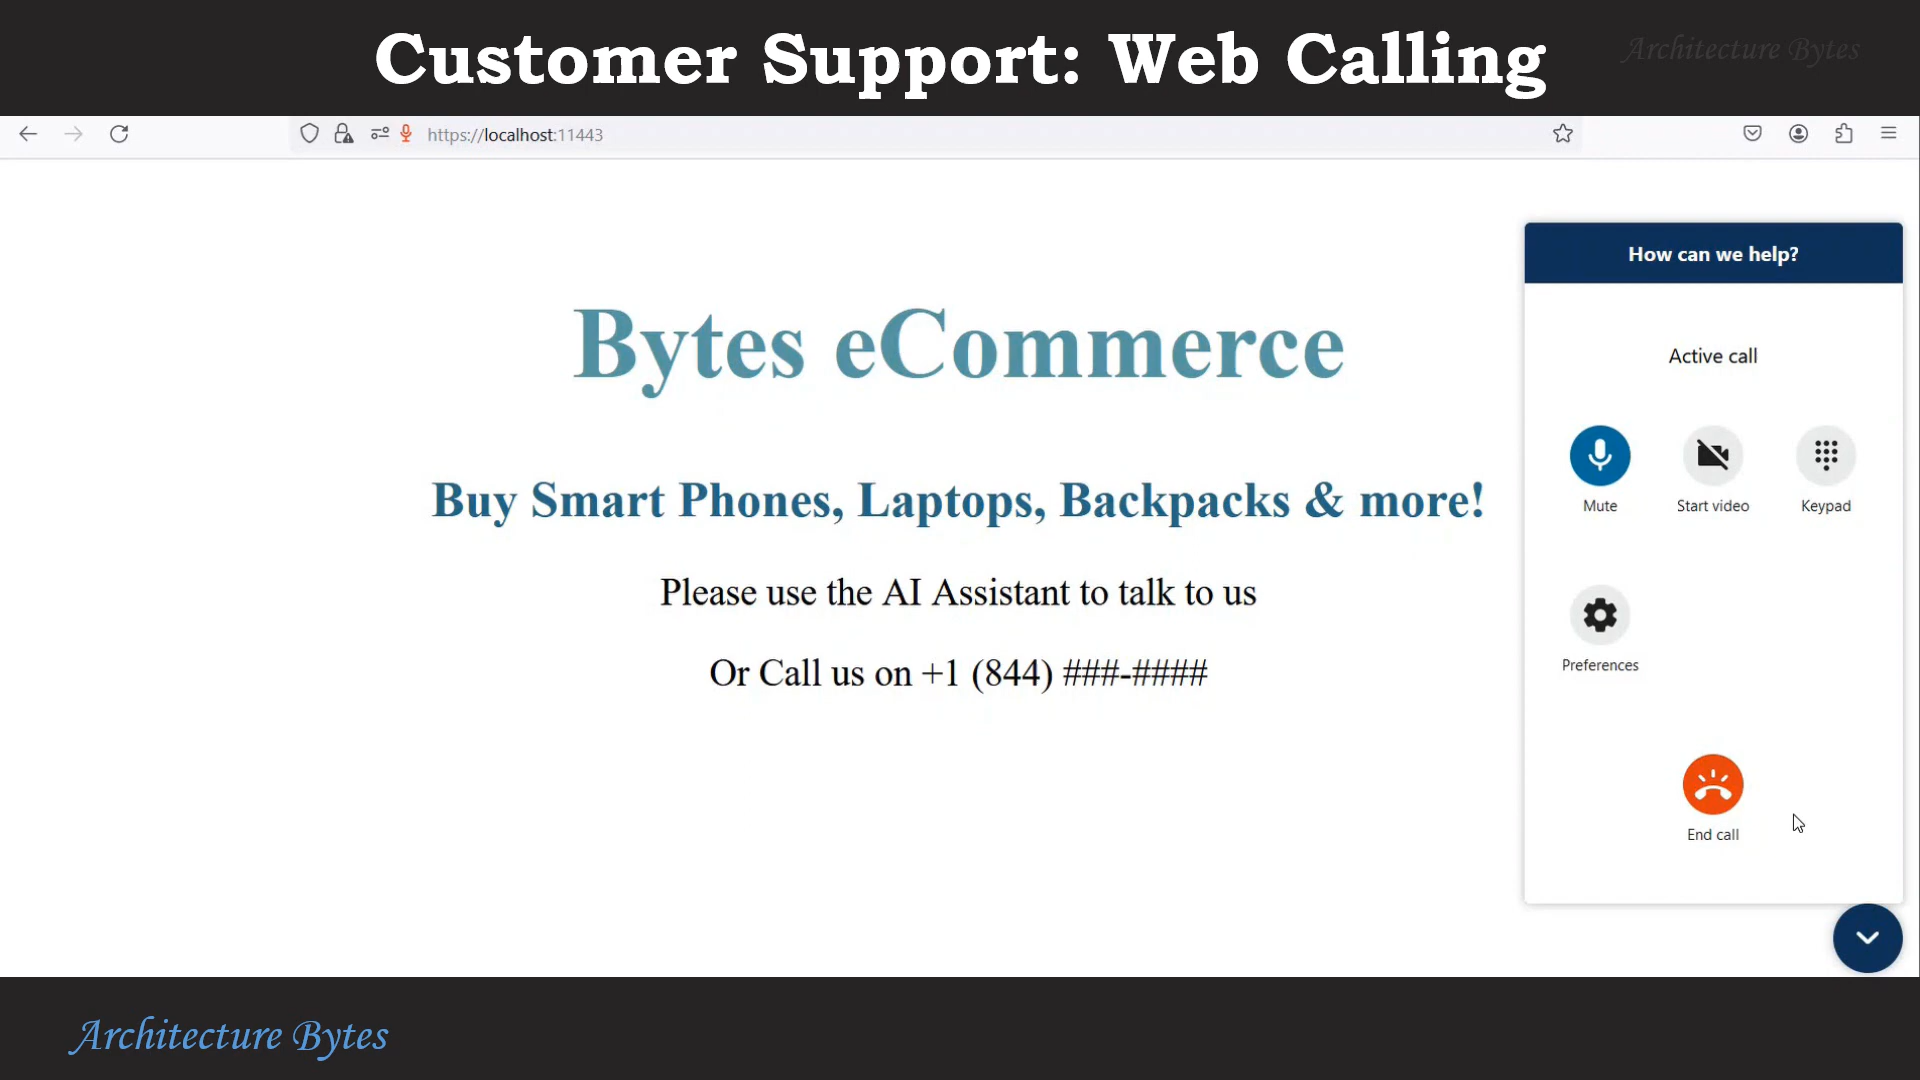 Customer Support: Web Calling
Architecture Bytes
https://localhost:11443
How can we help?
Bytes eCommerce
Active call
Buy Smart Phones, Laptops, Backpacks & more!
Mute
Start video
Keypad
Please use the AI Assistant to talk to us
Or Call us on +1 (844) ###-####
Preferences
End call
Architecture Bytes